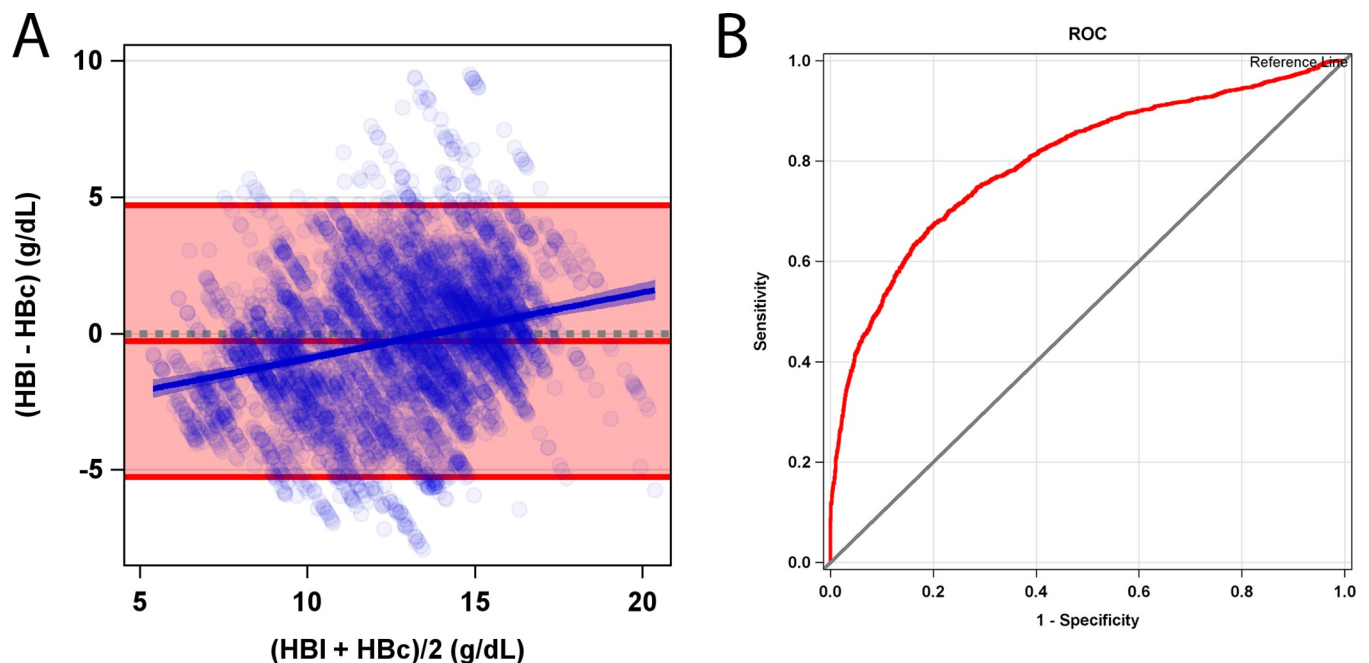 A
10
5
0
-5
5
10
15
20
(HBI - HBc) (g/dL)
(HBI + HBc)/2 (g/dL)
B
ROC
Reference Line
1.0
0.8
0.6
0.4
0.2
0.0
0.0
0.2
0.4
0.6
0.8
1.0
Sensitivity
1 - Specificity